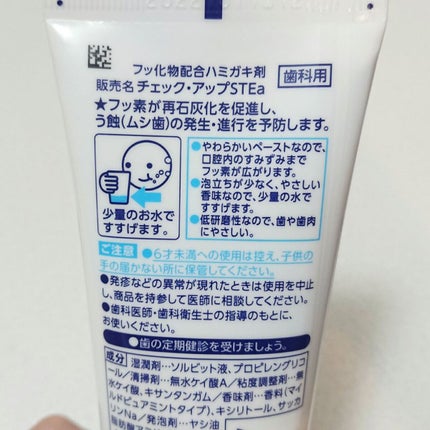 フッ化物配合ハミガキ剤
販売名 チェック・アップSTEa
歯科用
★フッ素が再石灰化を促進し、
う蝕(ムシ歯)の発生・進行を予防します。
少量のお水で
すすげます。
●やわらかいペーストなので、
口腔内のすみずみまで
フッ素が広がります。
●泡立ちが少なく、やさしい
香味なので、少量の水で
すすげます。
●低研磨性なので、歯や歯肉
にやさしい。
ご注意 ●6才未満への使用は控え、子供の
手の届かない所に保管してください。
●発疹などの異常が現れたときは使用を中止
し、商品を持参して医師に相談してください。
●歯科医師・歯科衛生士の指導のもとに、
お使いください。
●歯の定期健診を受けましょう。
成分 湿潤剤…ソルビット液、プロピレングリコ
ール/清掃剤…無水ケイ酸A/粘度調整剤…無
水ケイ酸、キサンタンガム/香味剤…香料(マイ
ルドピュアミントタイプ)、キシリトール、サッカ
リンNa/発泡剤…ヤシ油